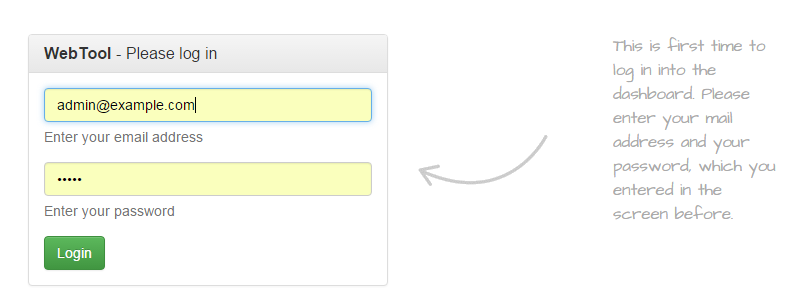 WebTool - Please log in
admin@example.com
Enter your email address
•••••
Enter your password
Login
This is first time to
log in into the
dashboard. Please
enter your mail
address and your
password, which you
entered in the
screen before.